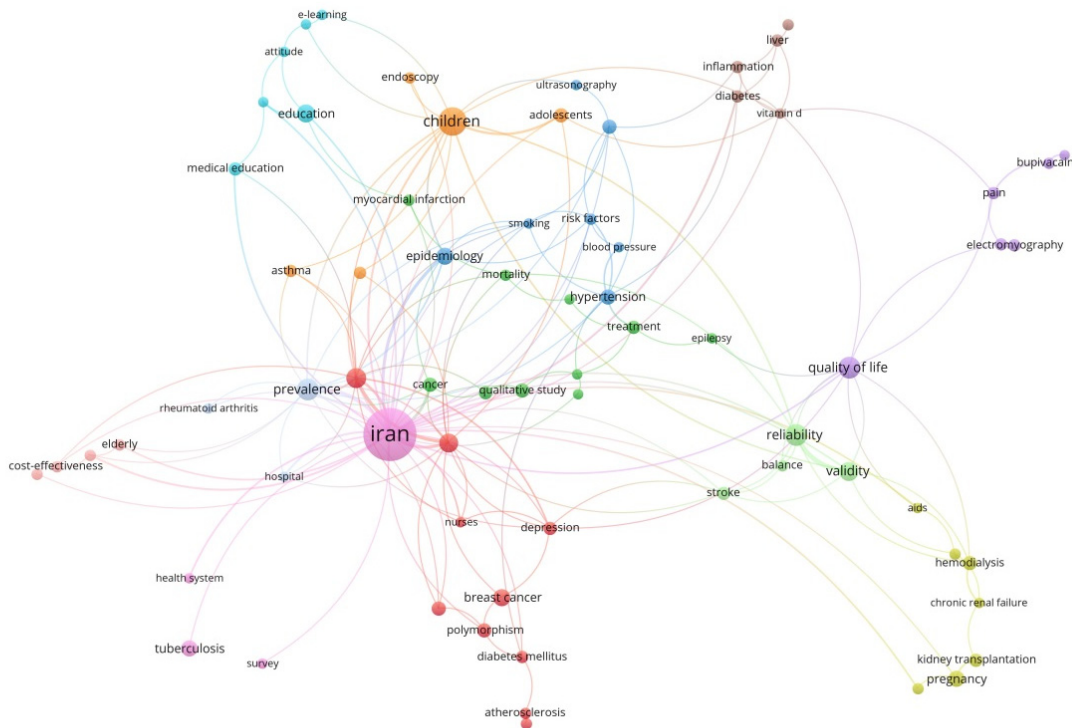 e-learning
liver
attitude
inflammation
endoscopy
ultrasonography
diabetes
education
children
adolescents
vitamin d
bupivacain
medical education
pain
myocardial infarction
smoking
risk factors
electromyography
blood pressure
epidemiology
asthma
mortality
hypertension
treatment
epilepsy
quality of life
prevalence
cancer
qualitative study
rheumatoid arthritis
iran
reliability
elderly
cost-effectiveness
balance
validity
hospital
stroke
aids
nurses
depression
hemodialysis
health system
breast cancer
chronic renal failure
polymorphism
tuberculosis
survey
diabetes mellitus
kidney transplantation
pregnancy
atherosclerosis